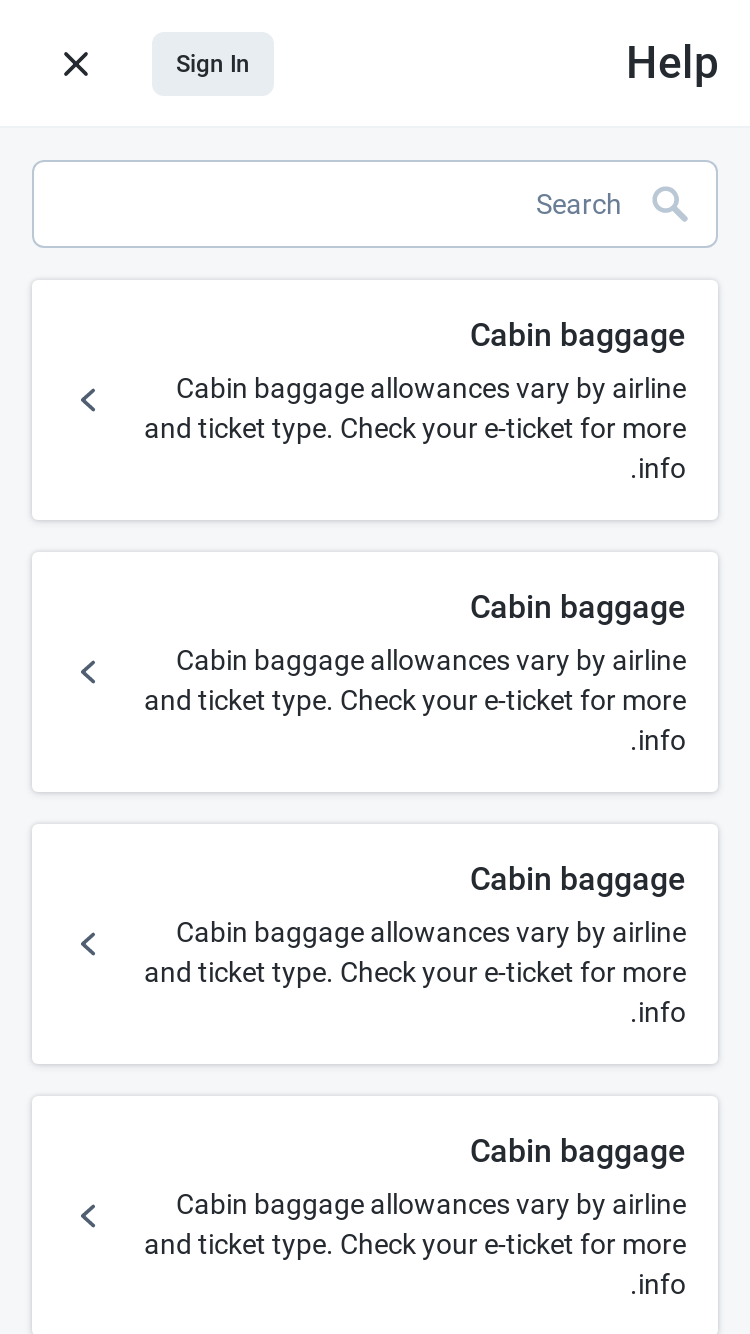 Help
Sign In
Search
Cabin baggage
Cabin baggage allowances vary by airline
and ticket type. Check your e-ticket for more
.info
Cabin baggage
Cabin baggage allowances vary by airline
and ticket type. Check your e-ticket for more
.info
Cabin baggage
Cabin baggage allowances vary by airline
and ticket type. Check your e-ticket for more
.info
Cabin baggage
Cabin baggage allowances vary by airline
and ticket type. Check your e-ticket for more
.info